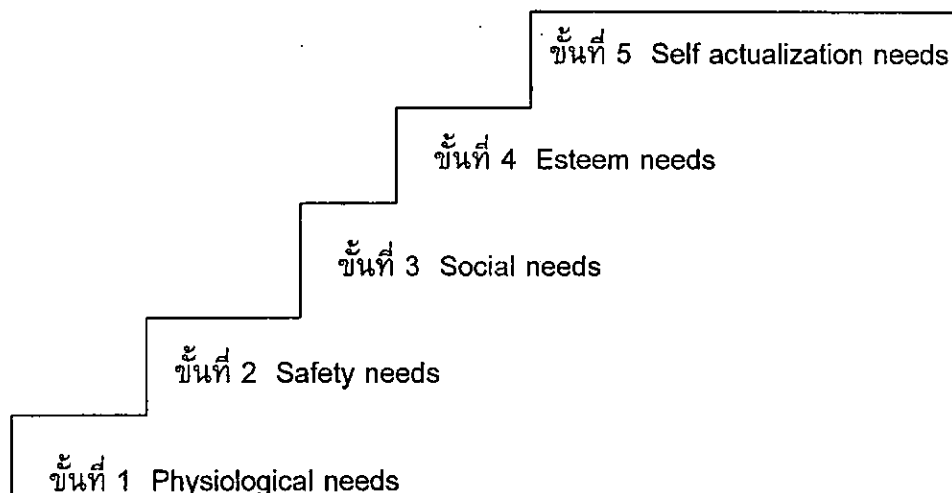 ขั้นที่ 5 Self actualization needs
ขั้นที่ 4 Esteem needs
ขั้นที่ 3 Social needs
ขั้นที่ 2 Safety needs
ขั้นที่ 1 Physiological needs